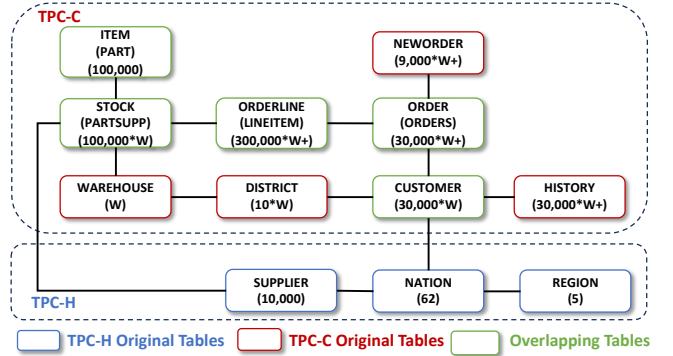 TPC-C
ITEM
(PART)
(100,000)
NEWORDER
(9,000*W+)
STOCK
(PARTSUPP)
(100,000*W)
ORDERLINE
(LINEITEM)
(300,000*W+)
ORDER
(ORDERS)
(30,000*W+)
WAREHOUSE
(W)
DISTRICT
(10*W)
CUSTOMER
(30,000*W)
HISTORY
(30,000*W+)
SUPPLIER
(10,000)
NATION
(62)
REGION
(5)
TPC-H
TPC-H Original Tables
TPC-C Original Tables
Overlapping Tables